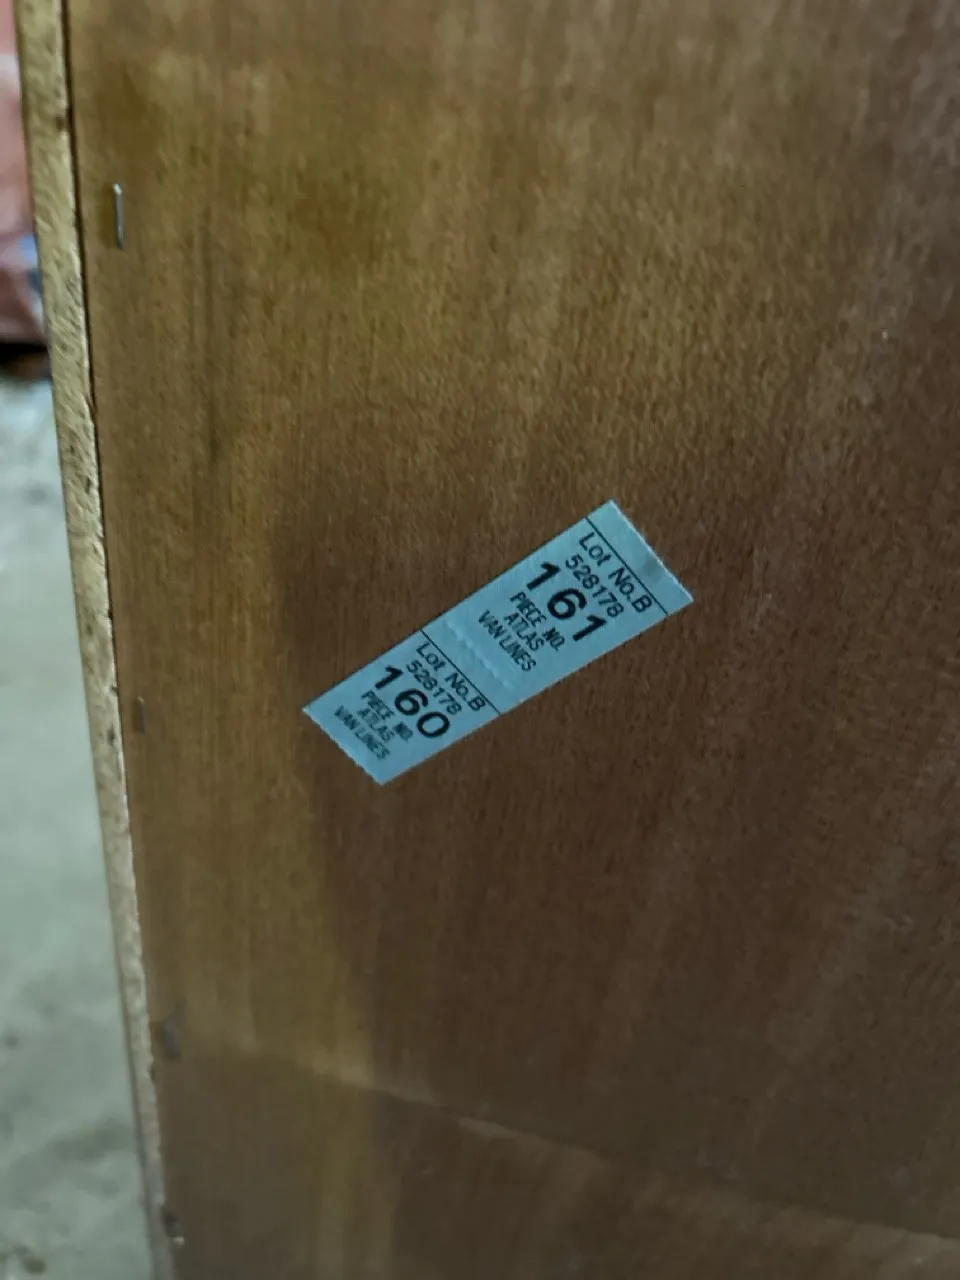 Lot No.B
528178
161
PIECE NO.
ATLAS
VAN LINES
Lot No.B
528178
160
PIECE NO.
ATLAS
VAN LINES